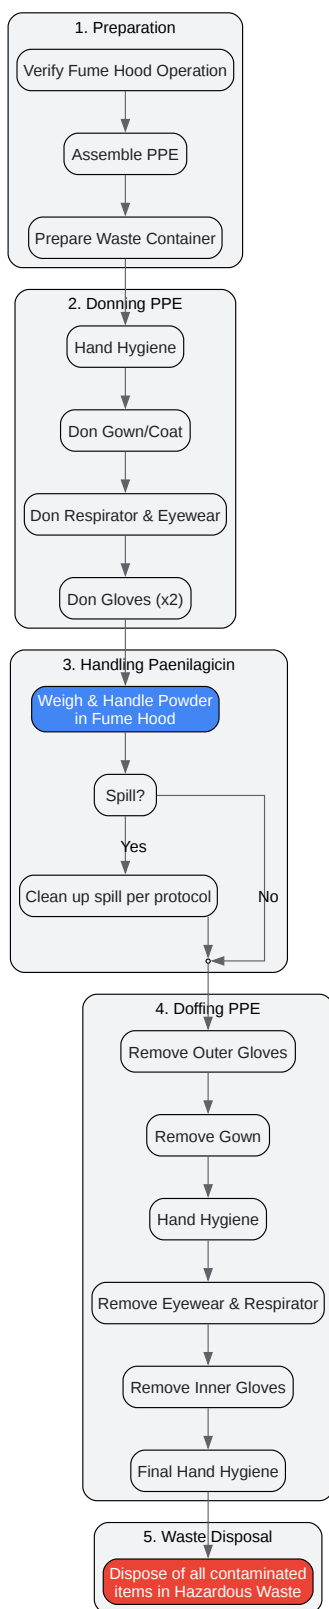 1. Preparation
Verify Fume Hood Operation
Assemble PPE
Prepare Waste Container
2. Donning PPE
Hand Hygiene
Don Gown/Coat
Don Respirator & Eyewear
Don Gloves (x2)
3. Handling Paenilagicin
Weigh & Handle Powder
in Fume Hood
Spill?
Yes
Clean up spill per protocol
No
4. Doffing PPE
Remove Outer Gloves
Remove Gown
Hand Hygiene
Remove Eyewear & Respirator
Remove Inner Gloves
Final Hand Hygiene
5. Waste Disposal
Dispose of all contaminated
items in Hazardous Waste